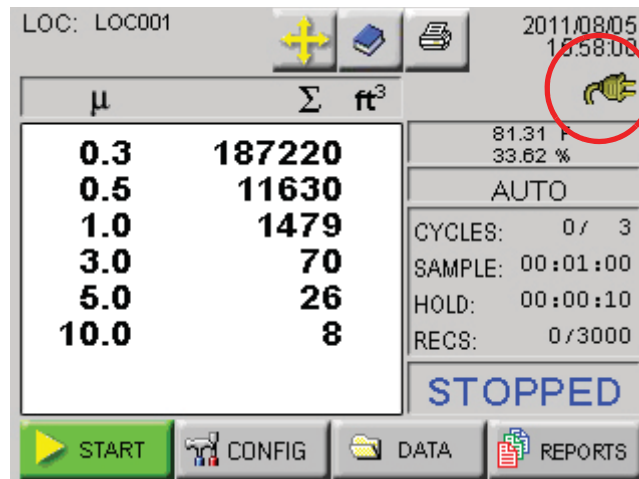 LOC: LOC001
2011/08/05
16:58:00
μ Σ ft³
81.31 F
33.62 %
0.3 187220
0.5 11630
1.0 1479
3.0 70
5.0 26
10.0 8
AUTO
CYCLES: 0/ 3
SAMPLE: 00:01:00
HOLD: 00:00:10
RECS: 0/3000
STOPPED
START CONFIG DATA REPORTS